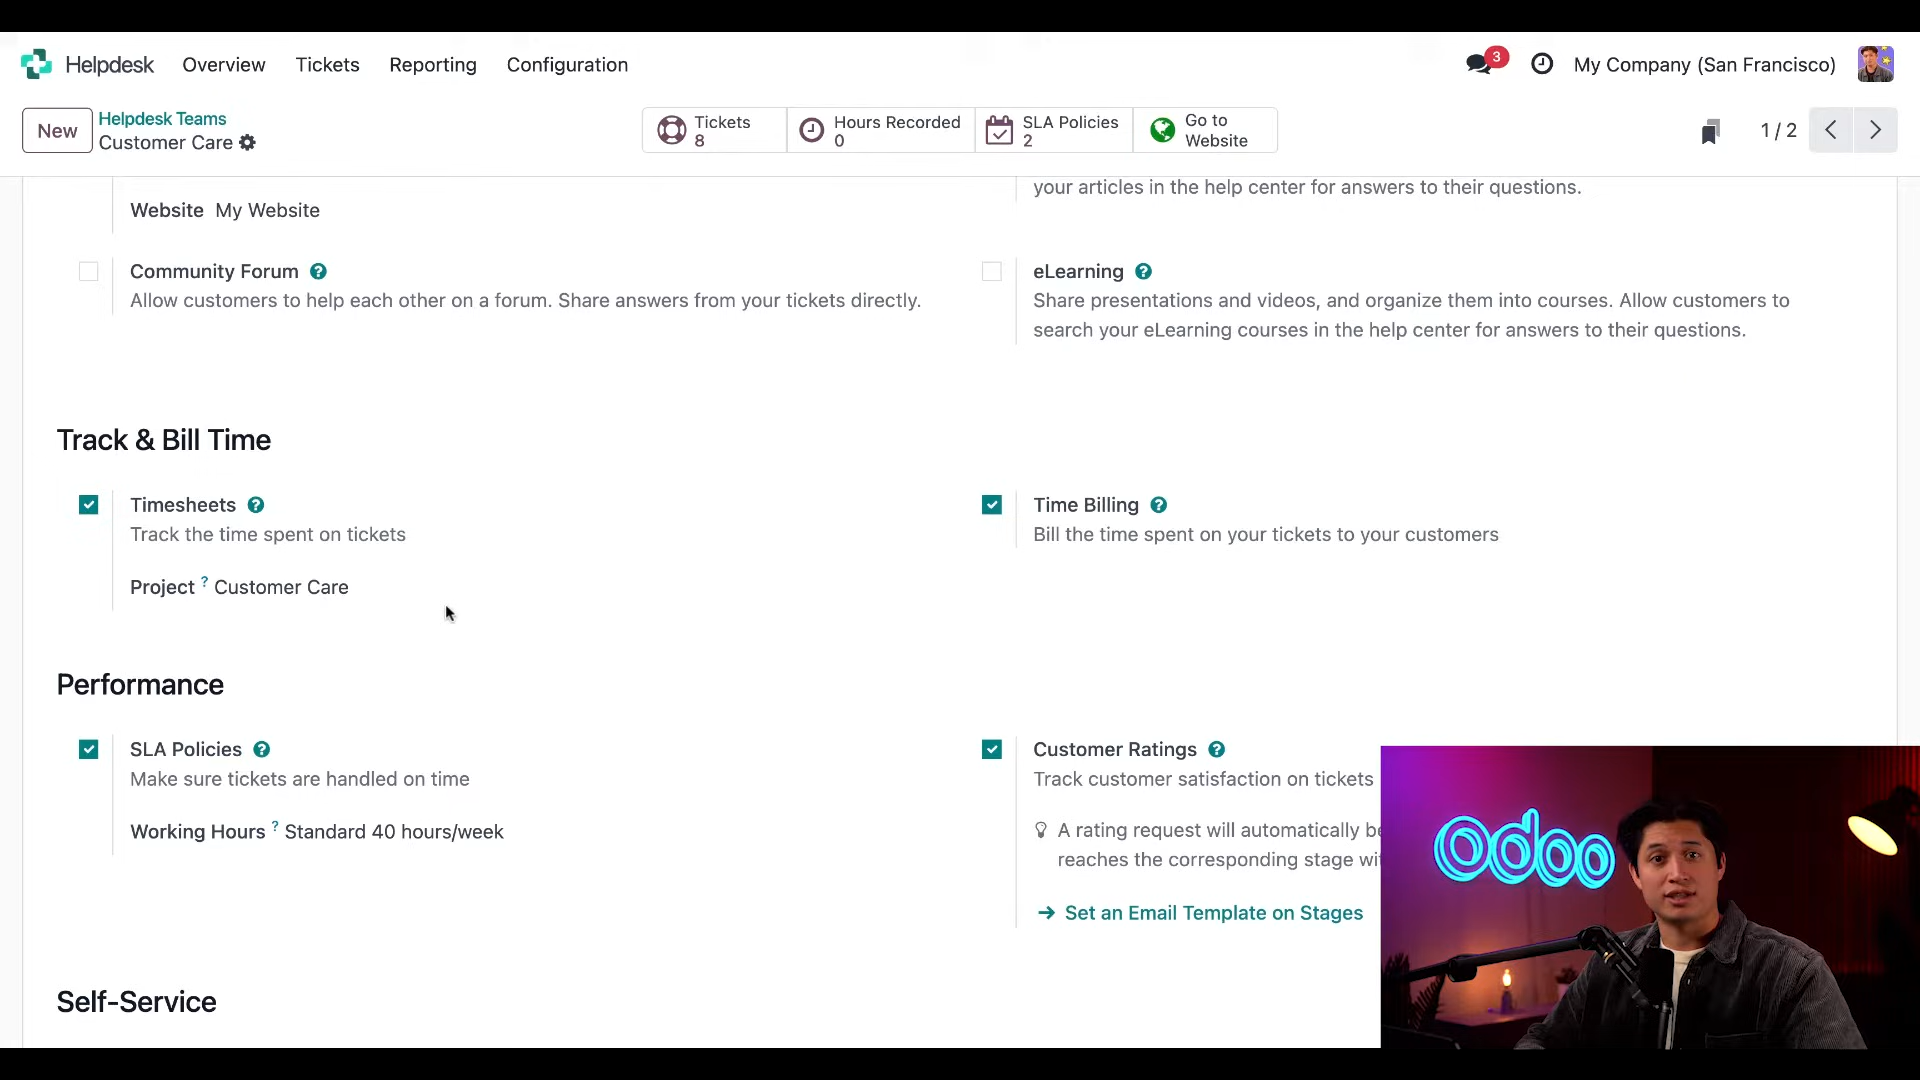 Helpdesk Overview Tickets Reporting Configuration
3 My Company (San Francisco)
New
Helpdesk Teams
Customer Care
Tickets
8
Hours Recorded
0
SLA Policies
2
Go to
Website
1 / 2
your articles in the help center for answers to their questions.
Website My Website
Community Forum ?
Allow customers to help each other on a forum. Share answers from your tickets directly.
eLearning ?
Share presentations and videos, and organize them into courses. Allow customers to
search your eLearning courses in the help center for answers to their questions.
Track & Bill Time
Timesheets ?
Track the time spent on tickets
Project ? Customer Care
Time Billing ?
Bill the time spent on your tickets to your customers
Performance
SLA Policies ?
Make sure tickets are handled on time
Working Hours ? Standard 40 hours/week
Customer Ratings ?
Track customer satisfaction on tickets
A rating request will automatically be
reaches the corresponding stage
Set an Email Template on Stages
odoo
Self-Service